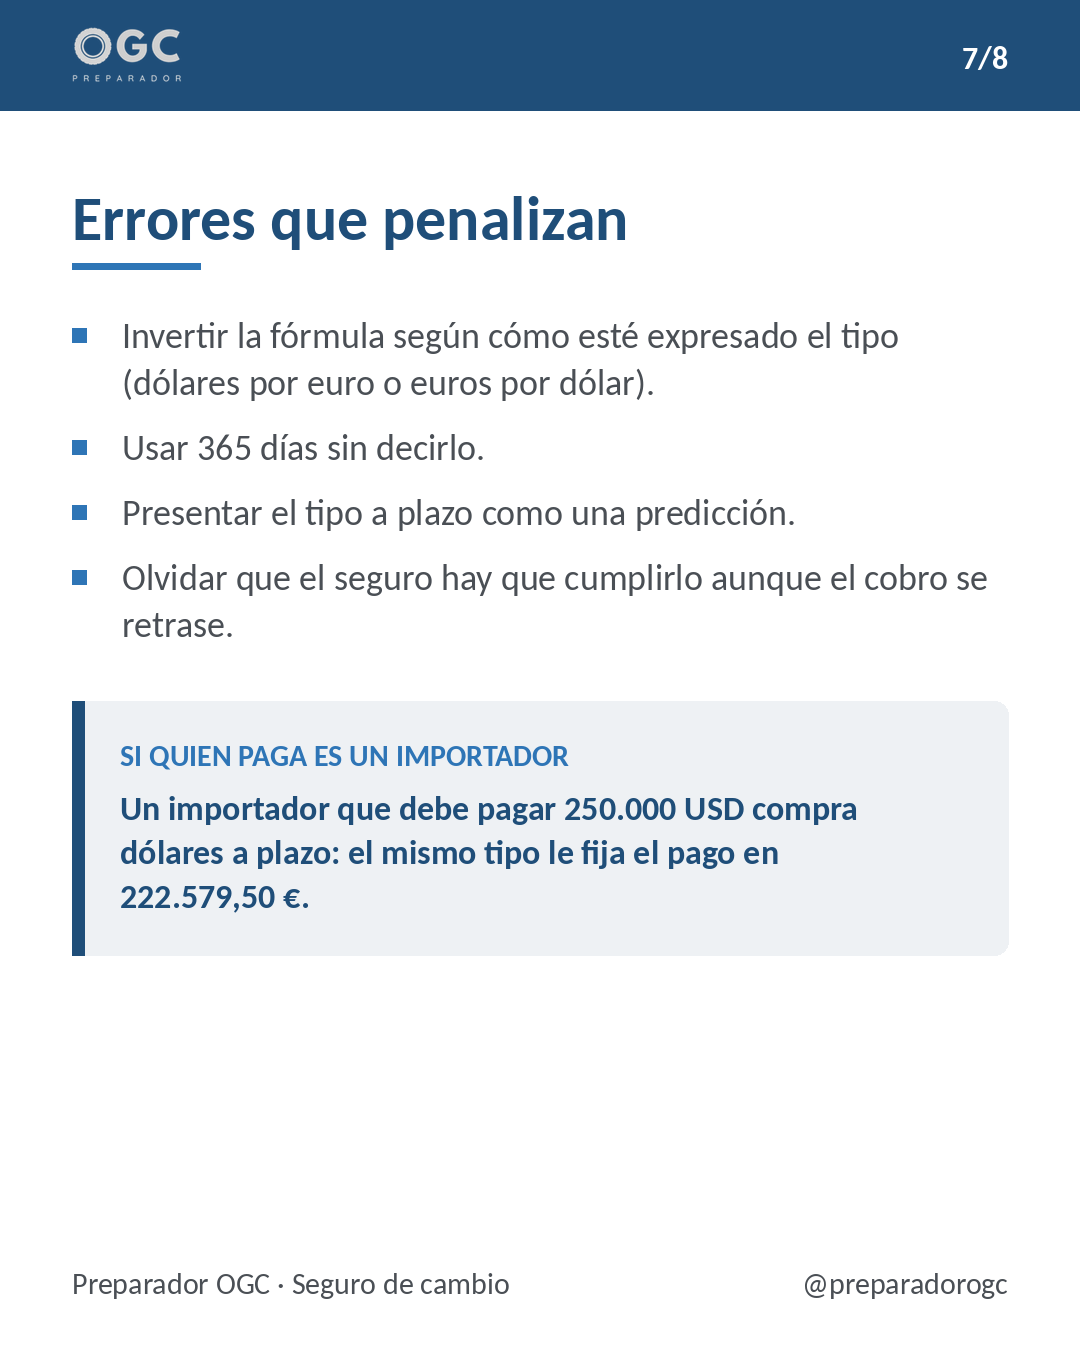 OGC
PREPARADOR
7/8
Errores que penalizan
Invertir la fórmula según cómo esté expresado el tipo
(dólares por euro o euros por dólar).
Usar 365 días sin decirlo.
Presentar el tipo a plazo como una predicción.
Olvidar que el seguro hay que cumplirlo aunque el cobro se
retrase.
SI QUIEN PAGA ES UN IMPORTADOR
Un importador que debe pagar 250.000 USD compra
dólares a plazo: el mismo tipo le fija el pago en
222.579,50 €.
Preparador OGC · Seguro de cambio
@preparadorogc